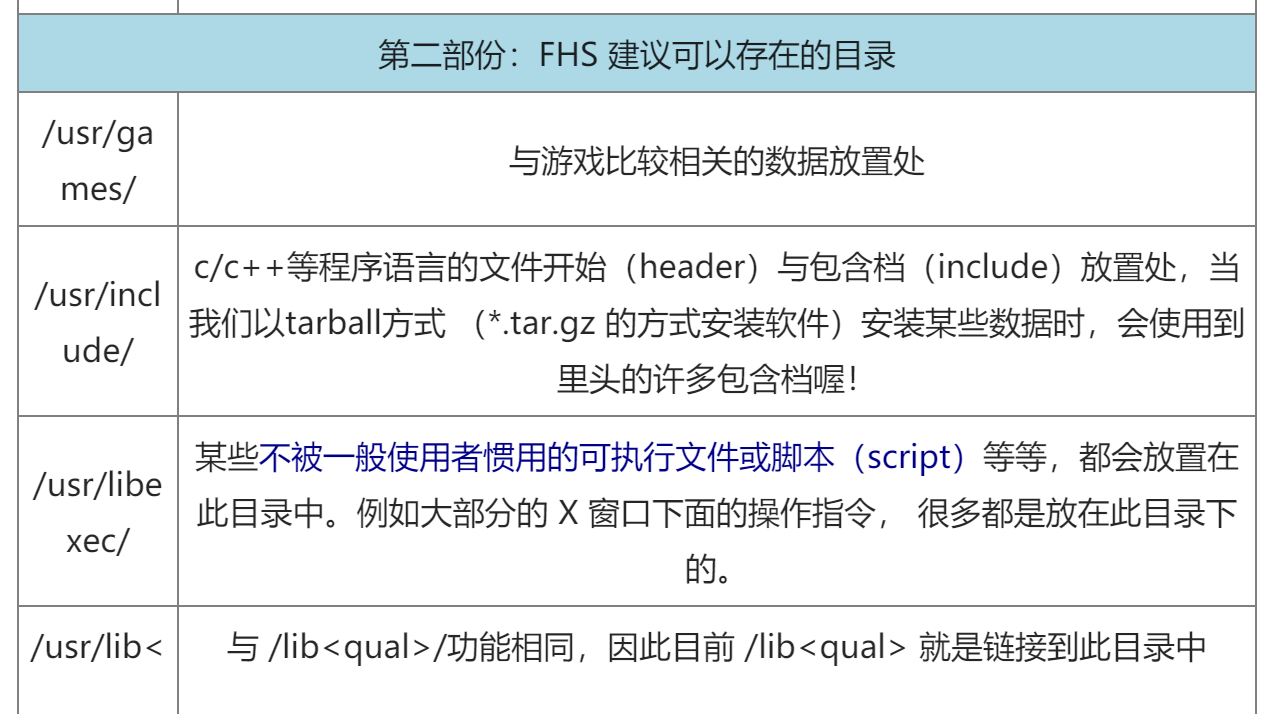 第二部份：FHS 建议可以存在的目录
/usr/ga
mes/
与游戏比较相关的数据放置处
/usr/incl
ude/
c/c++等程序语言的文件开始（header）与包含档（include）放置处，当
我们以tarball方式 （*.tar.gz 的方式安装软件）安装某些数据时，会使用到
里头的许多包含档喔！
/usr/libe
xec/
某些不被一般使用者惯用的可执行文件或脚本（script）等等，都会放置在
此目录中。例如大部分的 X 窗口下面的操作指令， 很多都是放在此目录下
的。
/usr/lib<
与 /lib<qual>/功能相同，因此目前 /lib<qual> 就是链接到此目录中